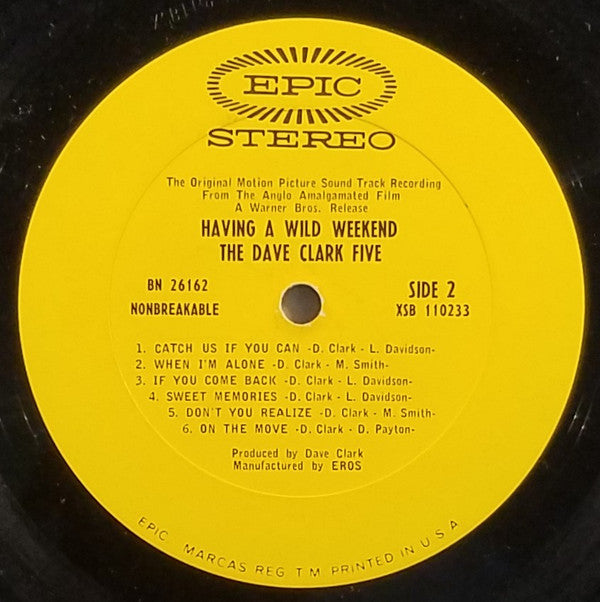 EPIC
STEREO
The Original Motion Picture Sound Track Recording
From The Anglo Amalgamated Film
A Warner Bros. Release
HAVING A WILD WEEKEND
THE DAVE CLARK FIVE
BN 26162
NONBREAKABLE
SIDE 2
XSB 110233
1. CATCH US IF YOU CAN -D. Clark - L. Davidson-
2. WHEN I'M ALONE -D. Clark - M. Smith-
3. IF YOU COME BACK -D. Clark - L. Davidson-
4. SWEET MEMORIES -D. Clark - L. Davidson-
5. DON'T YOU REALIZE -D. Clark - M. Smith-
6. ON THE MOVE -D. Clark - D. Payton-
Produced by Dave Clark
Manufactured by EROS
EPIC. MARCAS REG T M PRINTED IN U S A